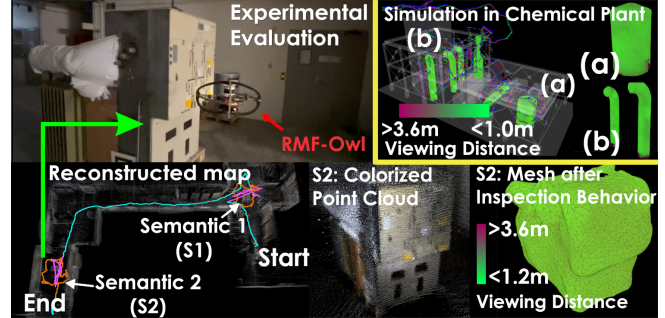 Experimental
Evaluation
RMF-Owl
Simulation in Chemical Plant
(b)
(a)
(a)
(b)
>3.6m
<1.0m
Viewing Distance
Reconstructed map
Semantic 1
(S1)
Start
Semantic 2
(S2)
End
S2: Colorized
Point Cloud
S2: Mesh after
Inspection Behavior
>3.6m
<1.2m
Viewing Distance